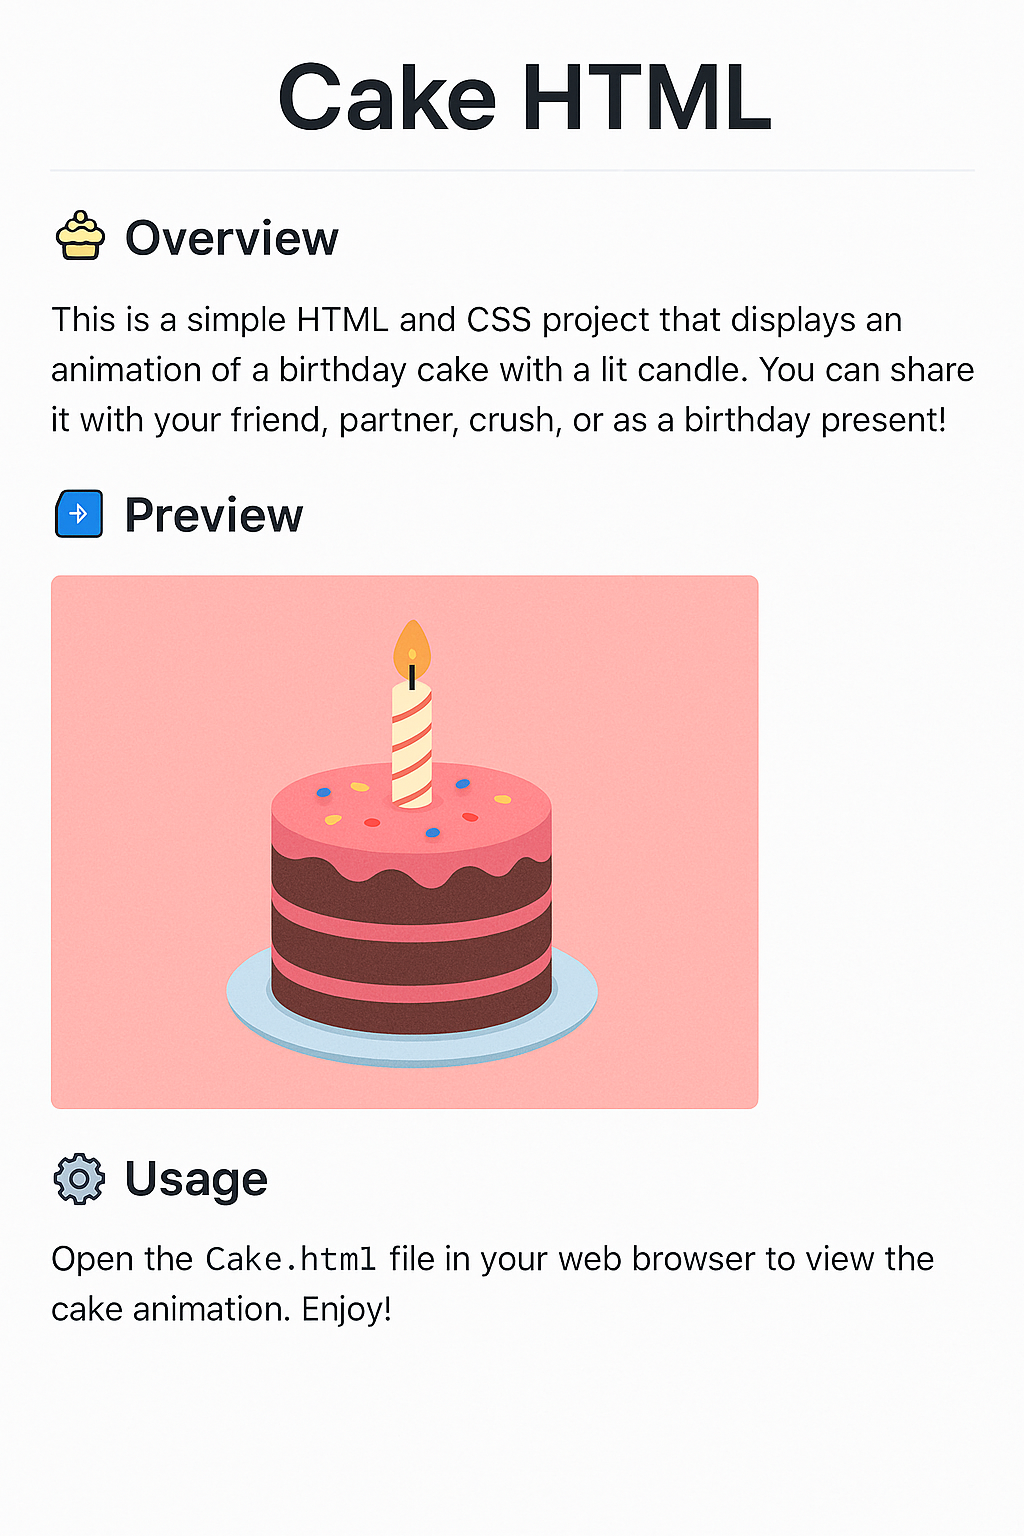 Cake HTML
Overview
This is a simple HTML and CSS project that displays an
animation of a birthday cake with a lit candle. You can share
it with your friend, partner, crush, or as a birthday present!
Preview
Usage
Open the Cake.html file in your web browser to view the
cake animation. Enjoy!